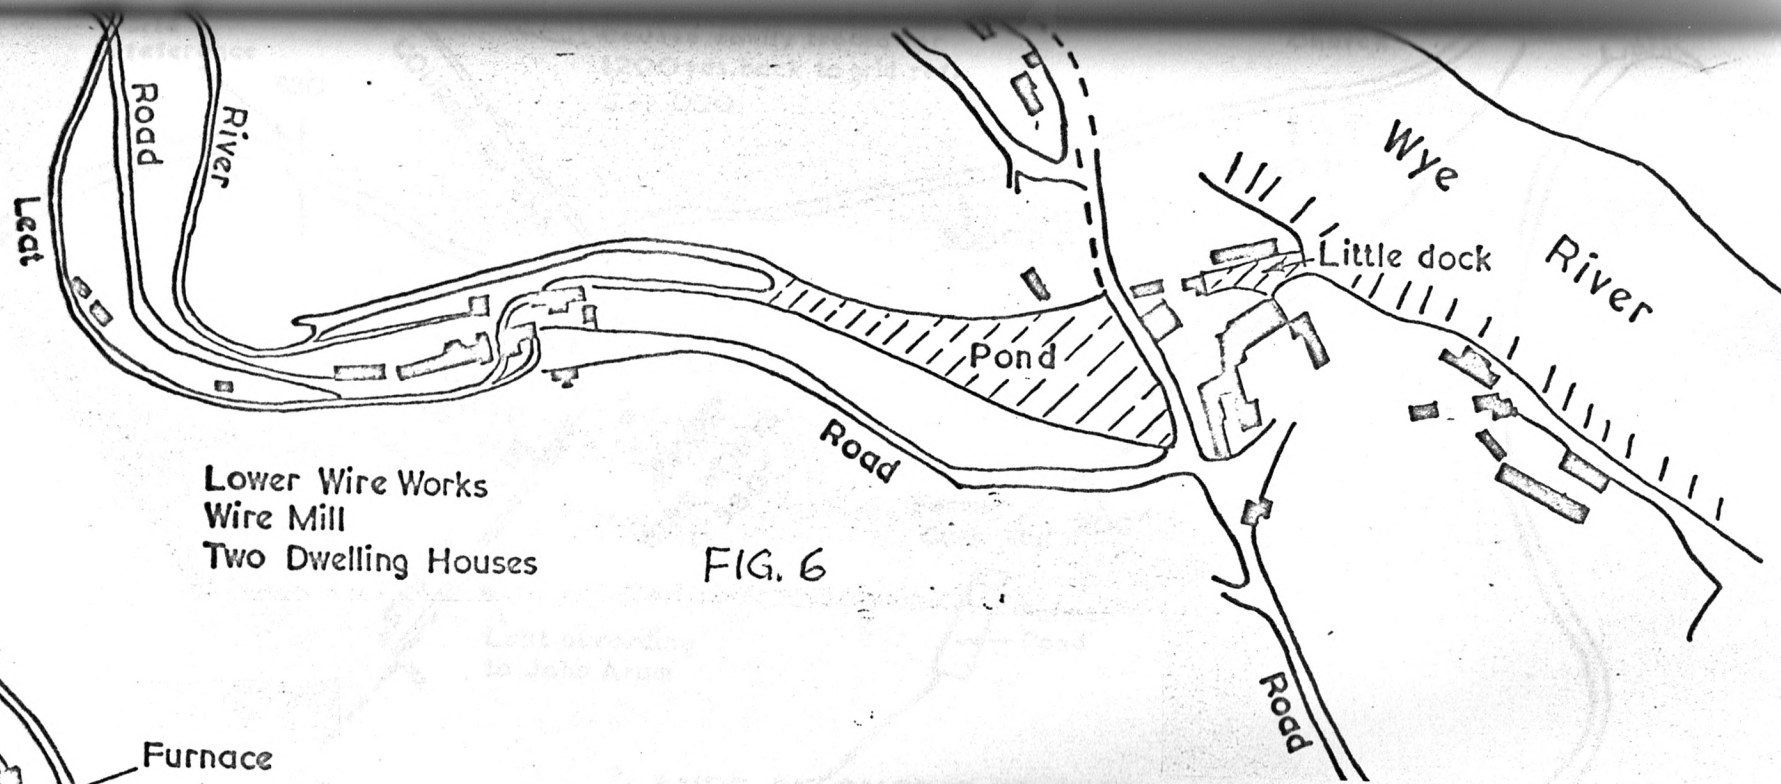 Road
River
Leat
Wye
River
Little dock
Pond
Road
Lower Wire Works
Wire Mill
Two Dwelling Houses
FIG. 6
Road
Furnace